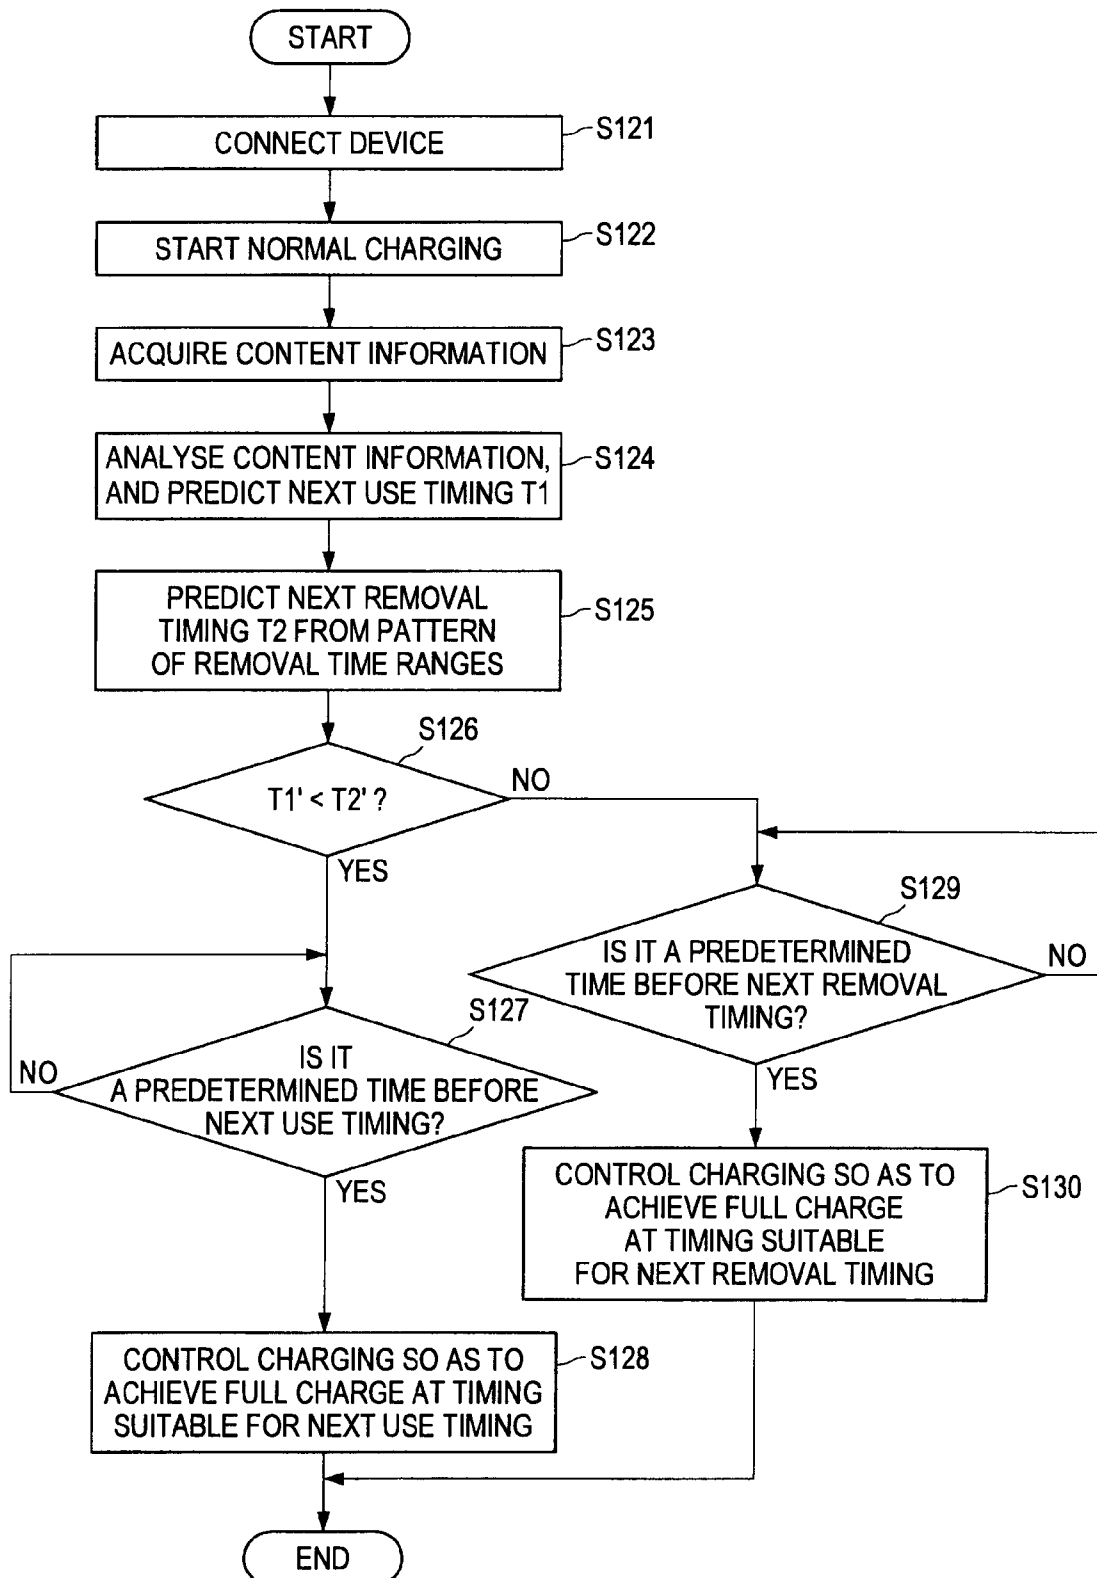 START
CONNECT DEVICE
S121
START NORMAL CHARGING
S122
ACQUIRE CONTENT INFORMATION
S123
ANALYSE CONTENT INFORMATION,
AND PREDICT NEXT USE TIMING T1
S124
PREDICT NEXT REMOVAL
TIMING T2 FROM PATTERN
OF REMOVAL TIME RANGES
S125
S126
T1' < T2' ?
NO
YES
S129
IS IT A PREDETERMINED
TIME BEFORE NEXT REMOVAL
TIMING?
NO
YES
S127
IS IT
A PREDETERMINED TIME BEFORE
NEXT USE TIMING?
NO
YES
CONTROL CHARGING SO AS TO
ACHIEVE FULL CHARGE
AT TIMING SUITABLE
FOR NEXT REMOVAL TIMING
S130
CONTROL CHARGING SO AS TO
ACHIEVE FULL CHARGE AT TIMING
SUITABLE FOR NEXT USE TIMING
S128
END